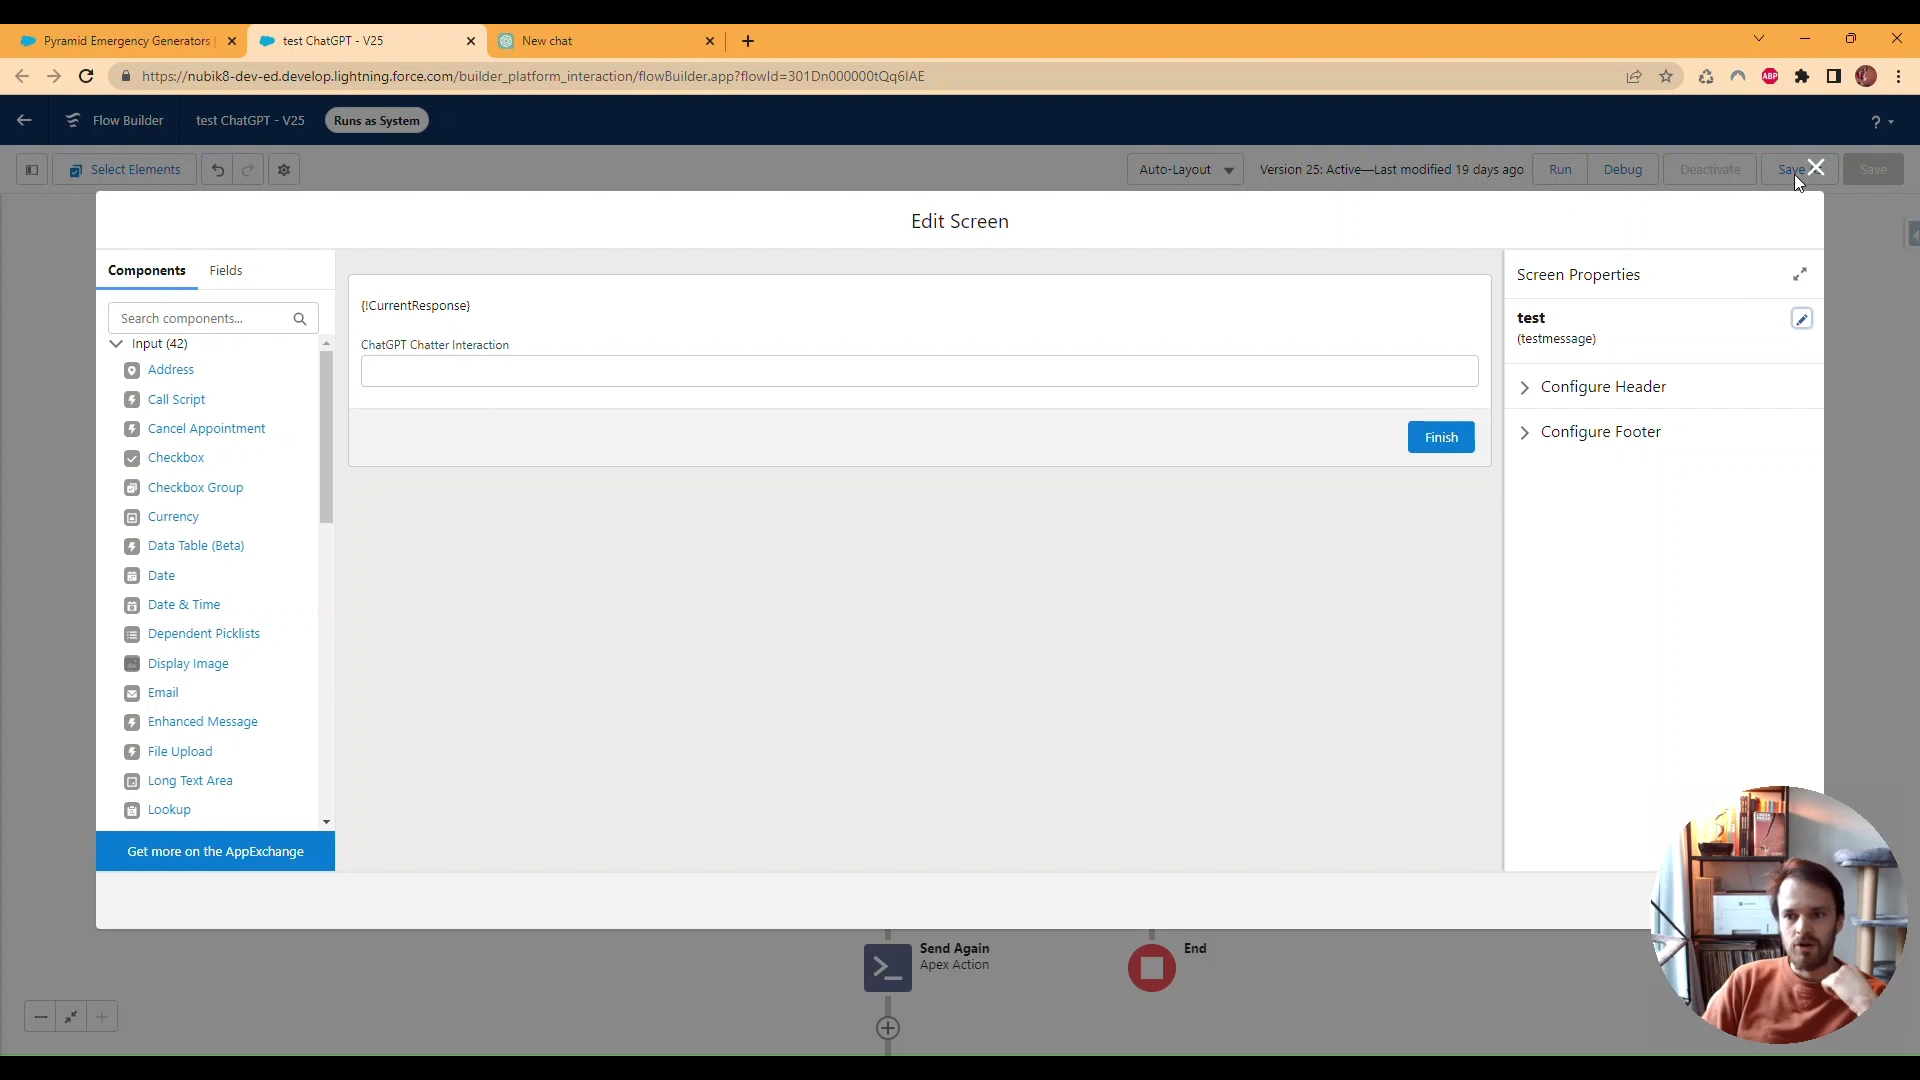 Pyramid Emergency Generators
test ChatGPT - V25
New chat
https://nubik8-dev-ed.develop.lightning.force.com/builder_platform_interaction/flowBuilder.app?flowId=301Dn000000tQq6IAE
ABP
Flow Builder
test ChatGPT - V25
Runs as System
?
Select Elements
Auto-Layout
Version 25: Active—Last modified 19 days ago
Run
Debug
Deactivate
Save
Save
Edit Screen
Components
Fields
Search components...
Input (42)
Address
Call Script
Cancel Appointment
Checkbox
Checkbox Group
Currency
Data Table (Beta)
Date
Date & Time
Dependent Picklists
Display Image
Email
Enhanced Message
File Upload
Long Text Area
Lookup
Get more on the AppExchange
{!CurrentResponse}
ChatGPT Chatter Interaction
Finish
Screen Properties
test
(testmessage)
Configure Header
Configure Footer
Send Again
Apex Action
End